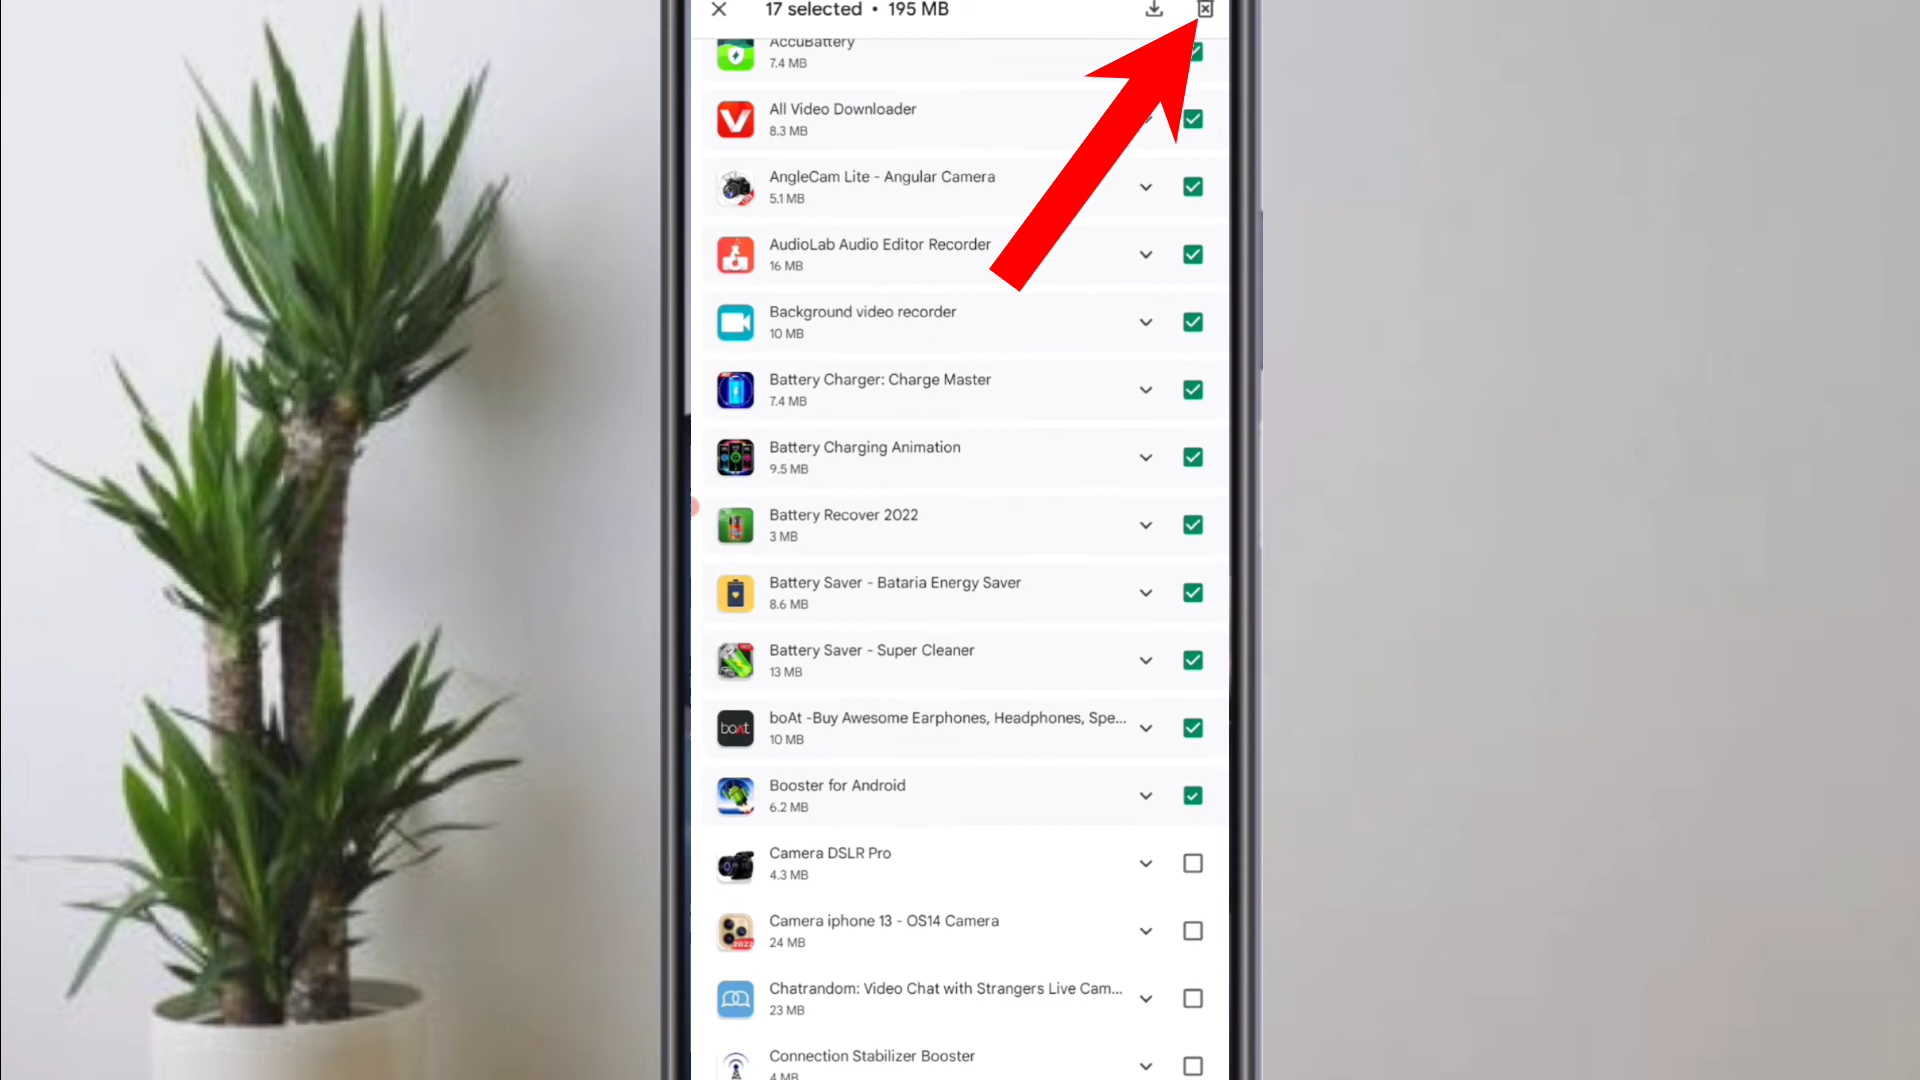 17 selected • 195 MB
AccuBattery
7.4 MB
All Video Downloader
8.3 MB
AngleCam Lite - Angular Camera
5.1 MB
AudioLab Audio Editor Recorder
16 MB
Background video recorder
10 MB
Battery Charger: Charge Master
7.4 MB
Battery Charging Animation
9.5 MB
Battery Recover 2022
3 MB
Battery Saver - Bataria Energy Saver
8.6 MB
Battery Saver - Super Cleaner
13 MB
boAt
boAt -Buy Awesome Earphones, Headphones, Spe...
10 MB
Booster for Android
6.2 MB
Camera DSLR Pro
4.3 MB
Camera iphone 13 - OS14 Camera
2022
24 MB
Chatrandom: Video Chat with Strangers Live Cam...
23 MB
Connection Stabilizer Booster
4 MB